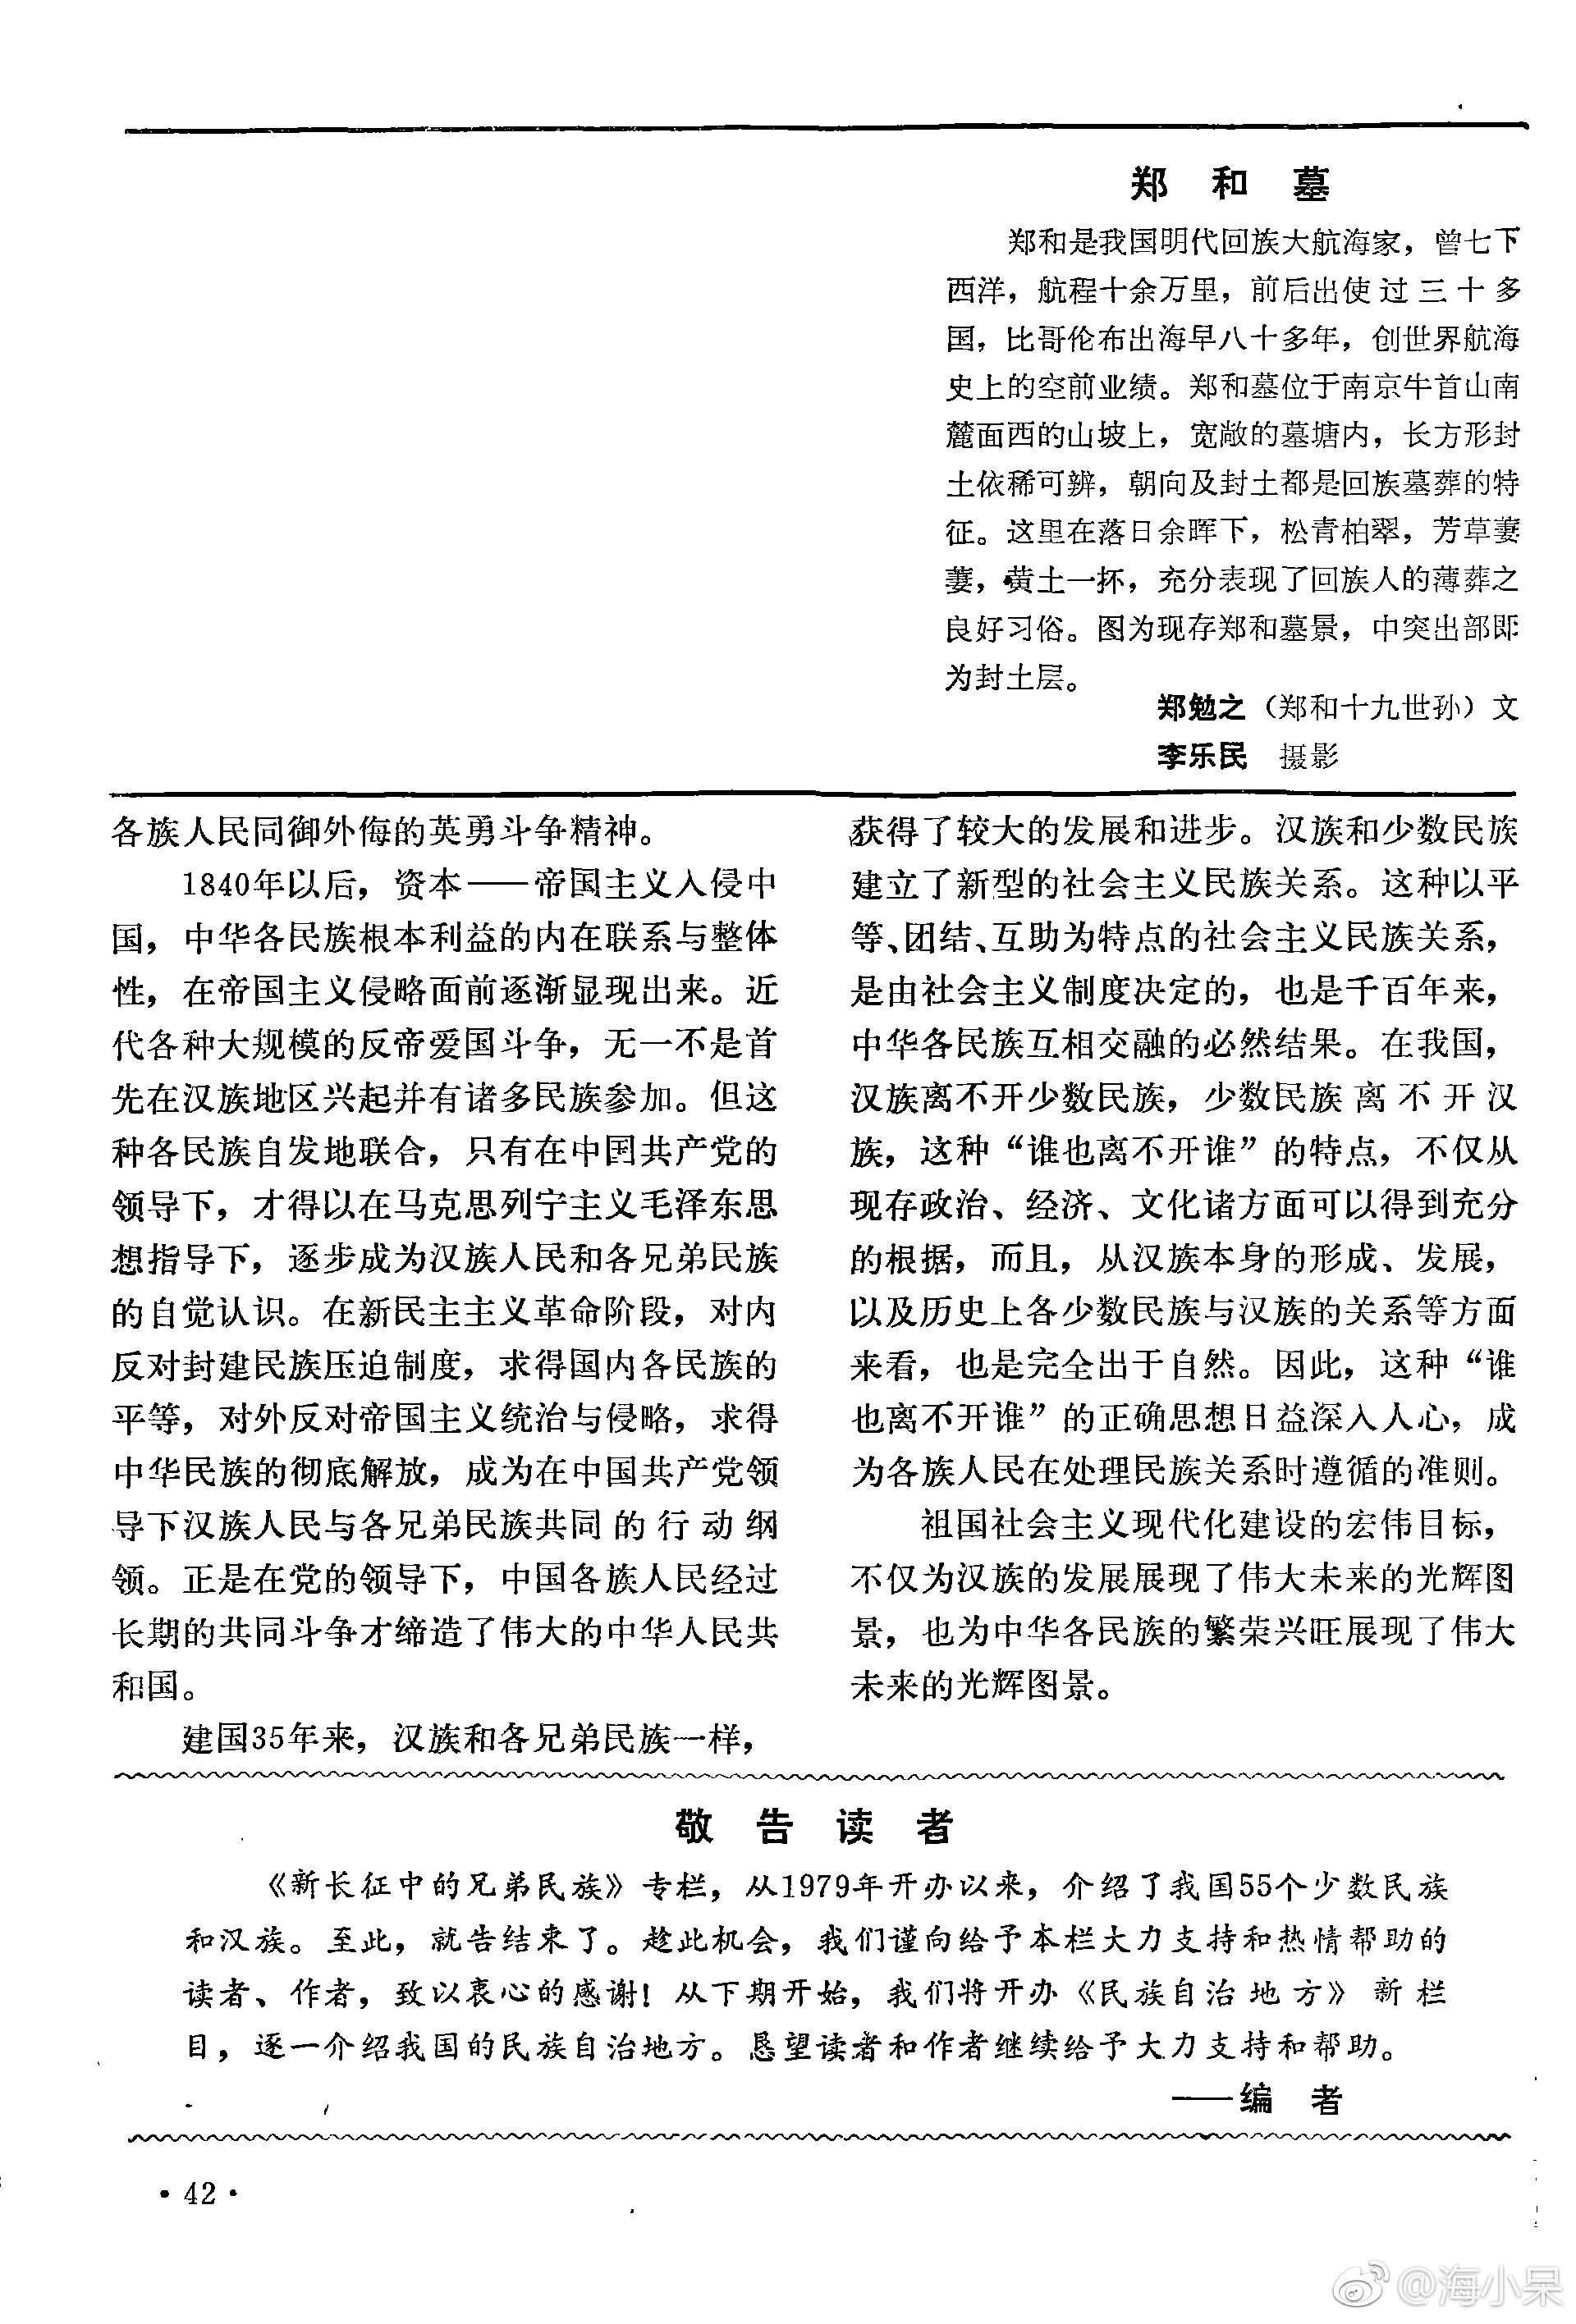 郑和墓
郑和是我国明代回族大航海家，曾七下
西洋，航程十余万里，前后出使过三十多
国，比哥伦布出海早八十多年，创世界航海
史上的空前业绩。郑和墓位于南京牛首山南
麓面西的山坡上，宽敞的墓塘内，长方形封
土依稀可辨，朝向及封土都是回族墓葬的特
征。这里在落日余晖下，松青柏翠，芳草萋
萋，黄土一抔，充分表现了回族人的薄葬之
良好习俗。图为现存郑和墓景，中突出部即
为封土层。
郑勉之（郑和十九世孙）文
李乐民 摄影
各族人民同御外侮的英勇斗争精神。
1840年以后，资本——帝国主义入侵中
国，中华各民族根本利益的内在联系与整体
性，在帝国主义侵略面前逐渐显现出来。近
代各种大规模的反帝爱国斗争，无一不是首
先在汉族地区兴起并有诸多民族参加。但这
种各民族自发地联合，只有在中国共产党的
领导下，才得以在马克思列宁主义毛泽东思
想指导下，逐步成为汉族人民和各兄弟民族
的自觉认识。在新民主主义革命阶段，对内
反对封建民族压迫制度，求得国内各民族的
平等，对外反对帝国主义统治与侵略，求得
中华民族的彻底解放，成为在中国共产党领
导下汉族人民与各兄弟民族共同的行动纲
领。正是在党的领导下，中国各族人民经过
长期的共同斗争才缔造了伟大的中华人民共
和国。
建国35年来，汉族和各兄弟民族一样，
获得了较大的发展和进步。汉族和少数民族
建立了新型的社会主义民族关系。这种以平
等、团结、互助为特点的社会主义民族关系，
是由社会主义制度决定的，也是千百年来，
中华各民族互相交融的必然结果。在我国，
汉族离不开少数民族，少数民族离不开汉
族，这种“谁也离不开谁”的特点，不仅从
现存政治、经济、文化诸方面可以得到充分
的根据，而且，从汉族本身的形成、发展，
以及历史上各少数民族与汉族的关系等方面
来看，也是完全出于自然。因此，这种“谁
也离不开谁”的正确思想日益深入人心，成
为各族人民在处理民族关系时遵循的准则。
祖国社会主义现代化建设的宏伟目标，
不仅为汉族的发展展现了伟大未来的光辉图
景，也为中华各民族的繁荣兴旺展现了伟大
未来的光辉图景。
敬告读者
《新长征中的兄弟民族》专栏，从1979年开办以来，介绍了我国55个少数民族
和汉族。至此，就告结束了。趁此机会，我们谨向给予本栏大力支持和热情帮助的
读者、作者，致以衷心的感谢！从下期开始，我们将开办《民族自治地方》新栏
目，逐一介绍我国的民族自治地方。恳望读者和作者继续给予大力支持和帮助。
——编者
·42·
@海小呆